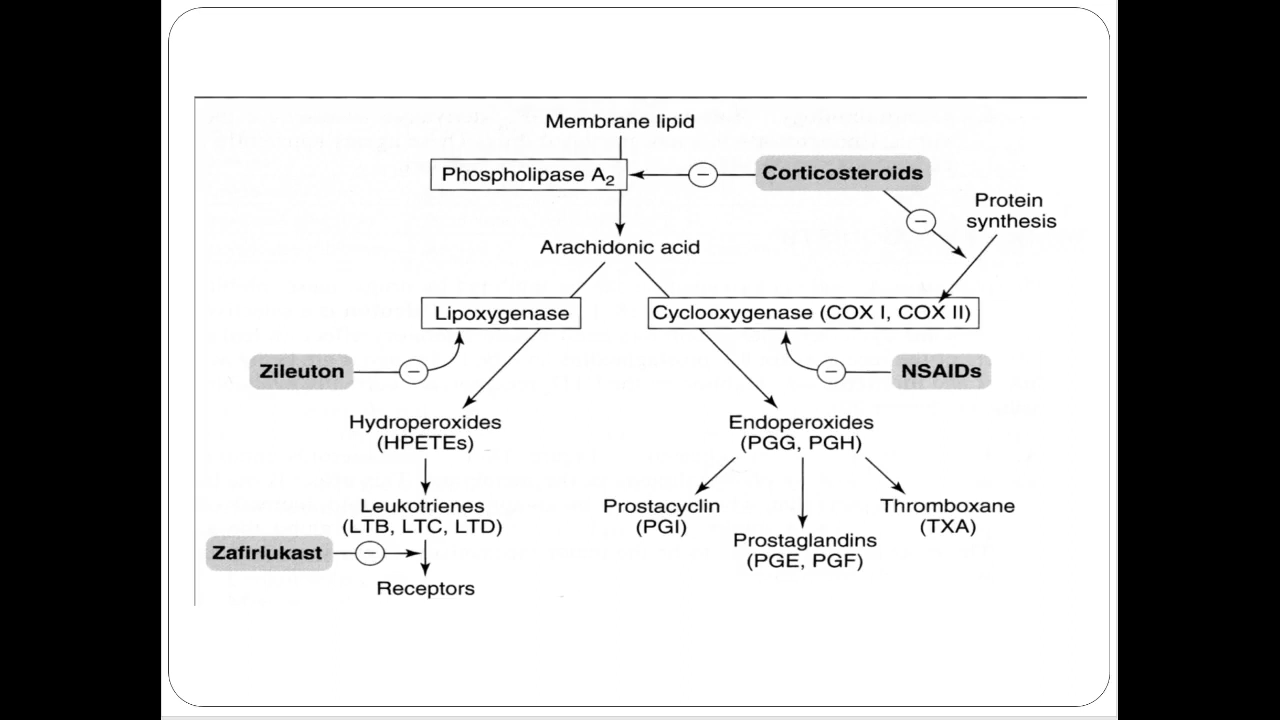 Membrane lipid
Phospholipase A2
Corticosteroids
Protein
synthesis
Arachidonic acid
Lipoxygenase
Cyclooxygenase (COX I, COX II)
Zileuton
NSAIDs
Hydroperoxides
(HPETEs)
Endoperoxides
(PGG, PGH)
Leukotrienes
(LTB, LTC, LTD)
Prostacyclin
(PGI)
Thromboxane
(TXA)
Prostaglandins
(PGE, PGF)
Zafirlukast
Receptors